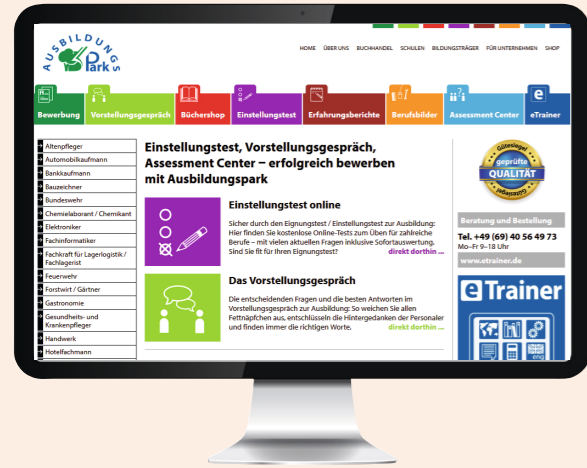 AUSBILDUNGS
Park
HOME ÜBER UNS BUCHHANDEL SCHULEN BILDUNGSTRÄGER FÜR UNTERNEHMEN SHOP
Bewerbung Vorstellungsgespräch Büchershop Einstellungstest Erfahrungsberichte Berufsbilder Assessment Center eTrainer
Altenpfleger
Automobilkaufmann
Bankkaufmann
Bauzeichner
Bundeswehr
Chemielaborant / Chemikant
Elektroniker
Fachinformatiker
Fachkraft für Lagerlogistik /
Fachlagerist
Feuerwehr
Forstwirt / Gärtner
Gastronomie
Gesundheits- und
Krankenpfleger
Handwerk
Hotelfachmann
Einstellungstest, Vorstellungsgespräch,
Assessment Center – erfolgreich bewerben
mit Ausbildungspark
Einstellungstest online
Sicher durch den Eignungstest / Einstellungstest zur Ausbildung:
Hier finden Sie kostenlose Online-Tests zum Üben für zahlreiche
Berufe – mit vielen aktuellen Fragen inklusive Sofortauswertung.
Sind Sie fit für Ihren Eignungstest? direkt dorthin ...
Das Vorstellungsgespräch
Die entscheidenden Fragen und die besten Antworten im
Vorstellungsgespräch zur Ausbildung: So weichen Sie allen
Fettnäpfchen aus, entschlüsseln die Hintergedanken der Personaler
und finden immer die richtigen Worte. direkt dorthin ...
Gütesiegel
geprüfte
QUALITÄT
Beratung und Bestellung
Tel. +49 (69) 40 56 49 73
Mo–Fr 9–18 Uhr
www.etrainer.de
eTrainer
eng